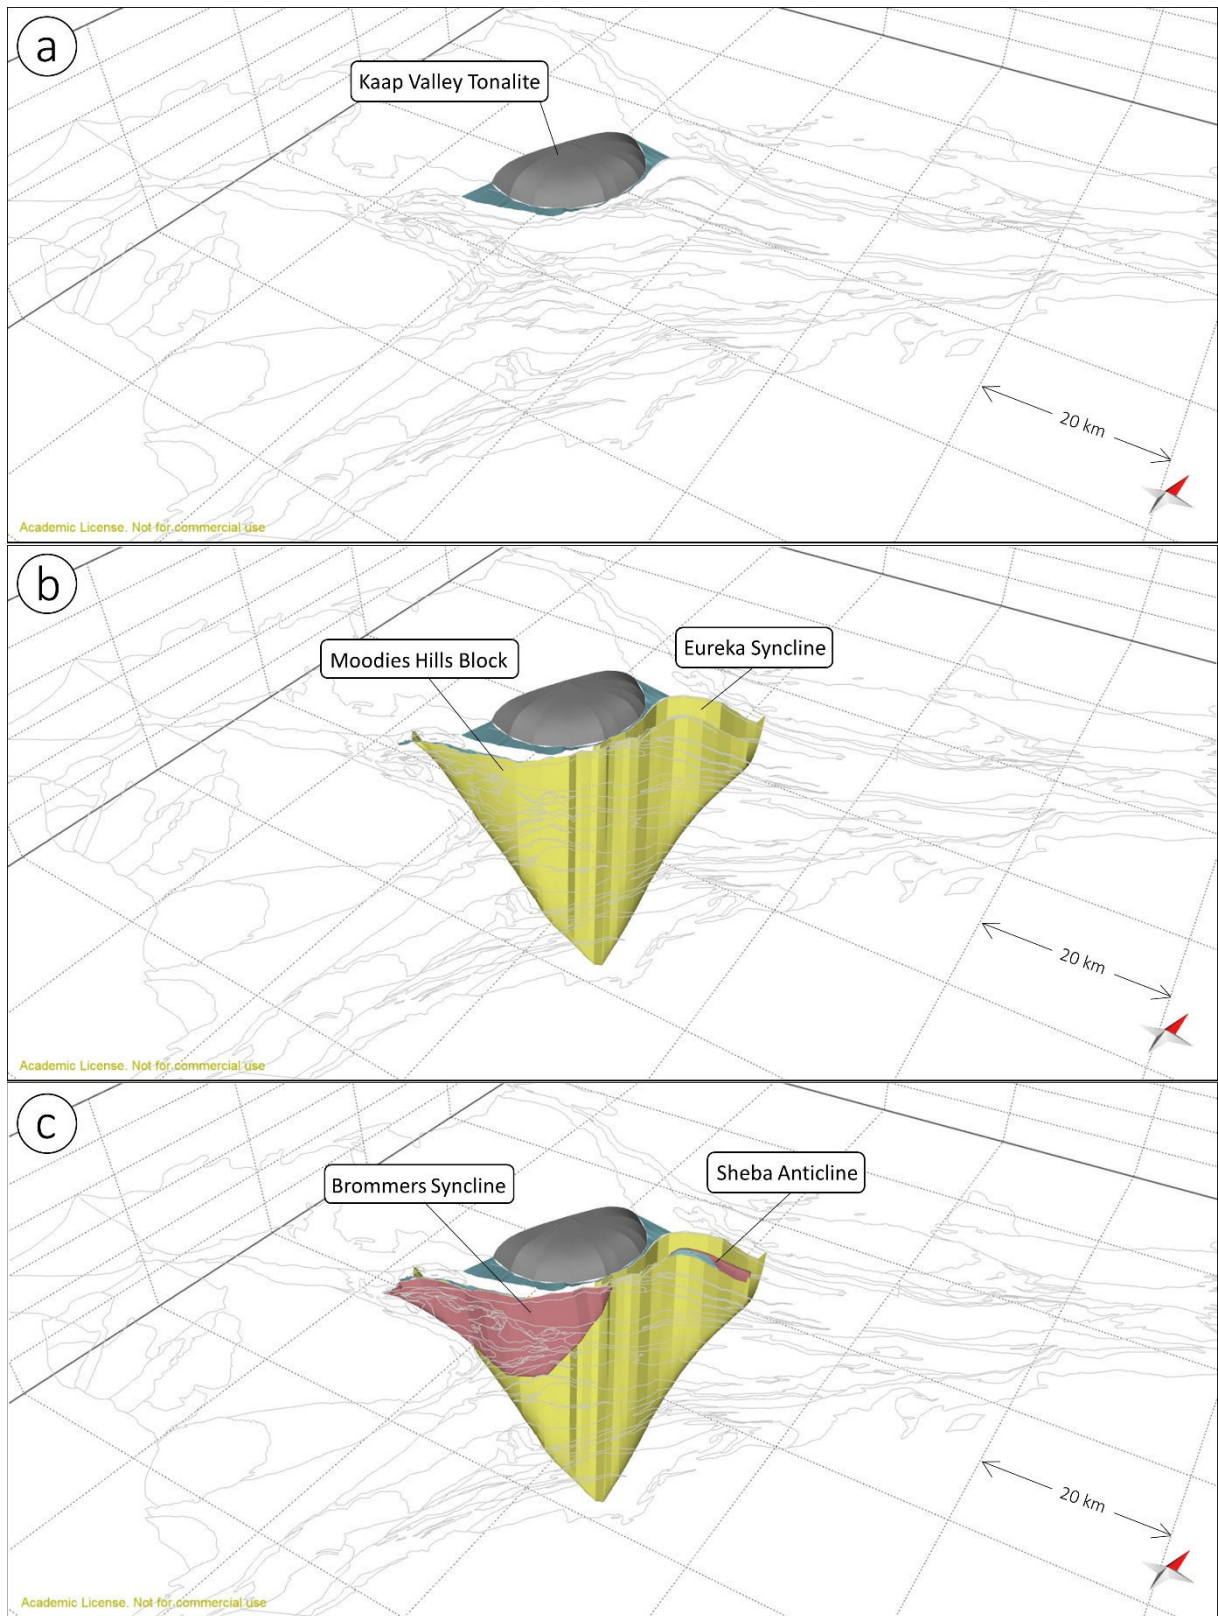 a
Kaap Valley Tonalite
20 km
Academic License. Not for commercial use
b
Moodies Hills Block
Eureka Syncline
20 km
Academic License. Not for commercial use
c
Brommers Syncline
Sheba Anticline
20 km
Academic License. Not for commercial use